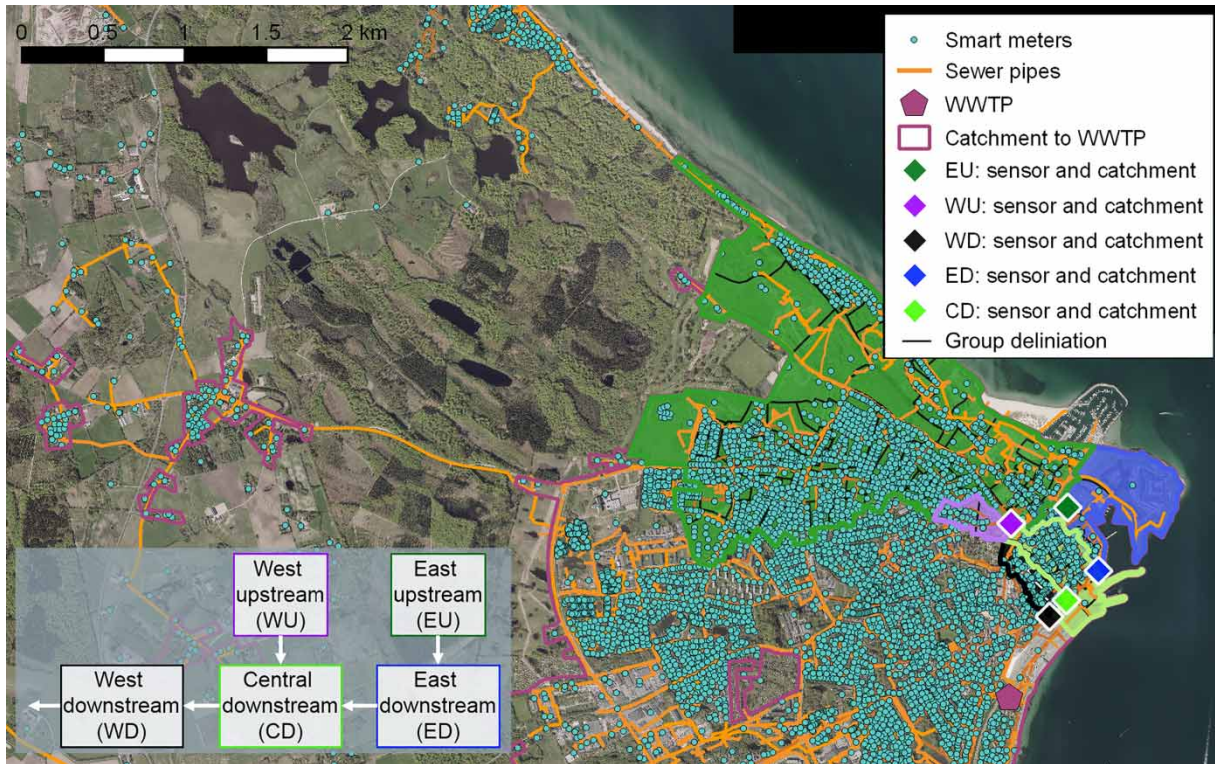 0 0.5 1 1.5 2 km
Smart meters
Sewer pipes
WWTP
Catchment to WWTP
EU: sensor and catchment
WU: sensor and catchment
WD: sensor and catchment
ED: sensor and catchment
CD: sensor and catchment
Group deliniation
West
upstream
(WU)
East
upstream
(EU)
West
downstream
(WD)
Central
downstream
(CD)
East
downstream
(ED)